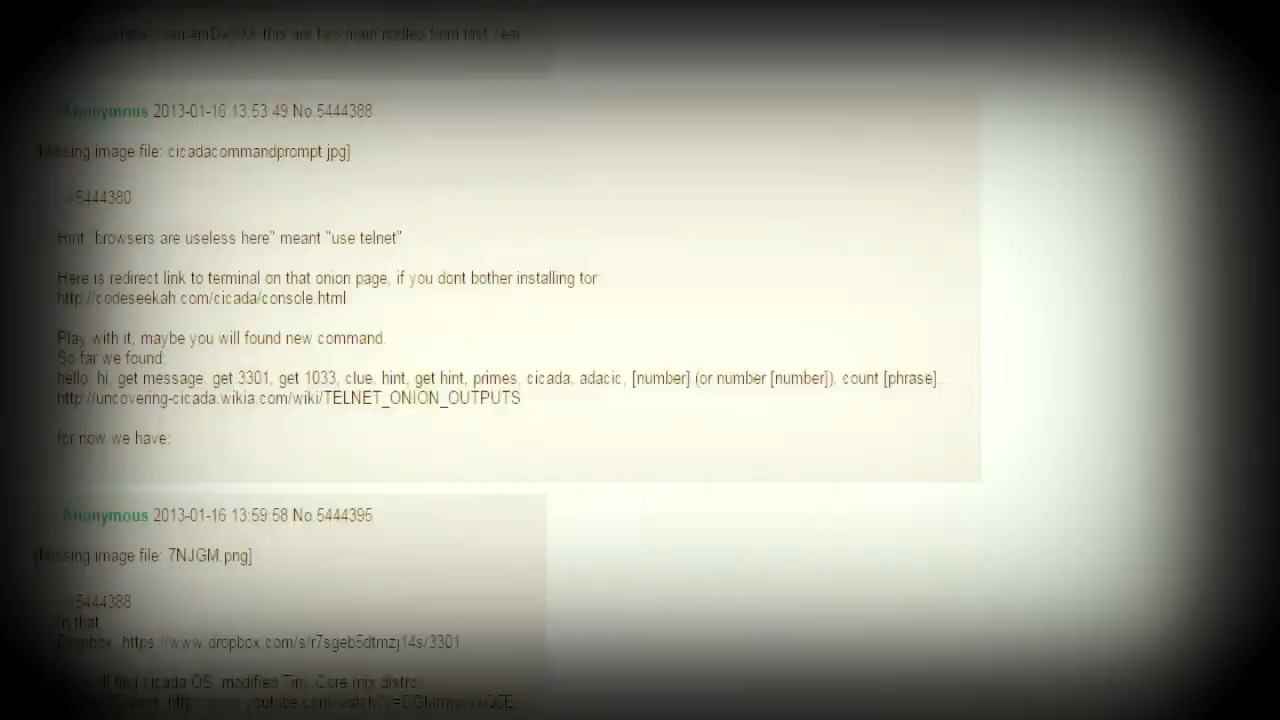 this are two main nodes from last year
Anonymous 2013-01-16 13:53:49 No.5444388
[Missing image file: cicadacommandprompt.jpg]
>>5444380
Hint "browsers are useless here" meant "use telnet"
Here is redirect link to terminal on that onion page, if you dont bother installing tor:
http://codeseekah.com/cicada/console.html
Play with it, maybe you will found new command.
So far we found:
hello, hi, get message, get 3301, get 1033, clue, hint, get hint, primes, cicada, adacic, [number] (or number [number]), count [phrase]...
http://uncovering-cicada.wikia.com/wiki/TELNET_ONION_OUTPUTS
for now we have:
Anonymous 2013-01-16 13:59:58 No.5444395
[Missing image file: 7NJGM.png]
>>5444388
In that
Dropbox: https://www.dropbox.com/s/r7sgeb5dtmzj14s/3301
find cicada OS, modified Tiny Core linix distro